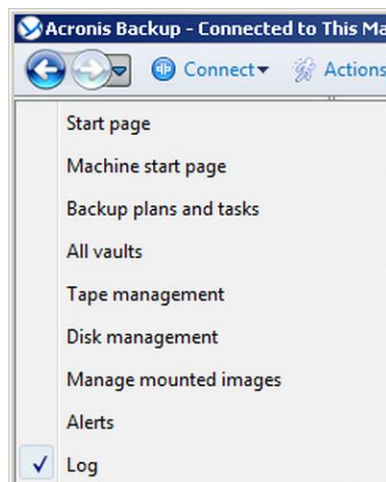 Acronis Backup - Connected to This Ma
Connect Actions
Start page
Machine start page
Backup plans and tasks
All vaults
Tape management
Disk management
Manage mounted images
Alerts
Log